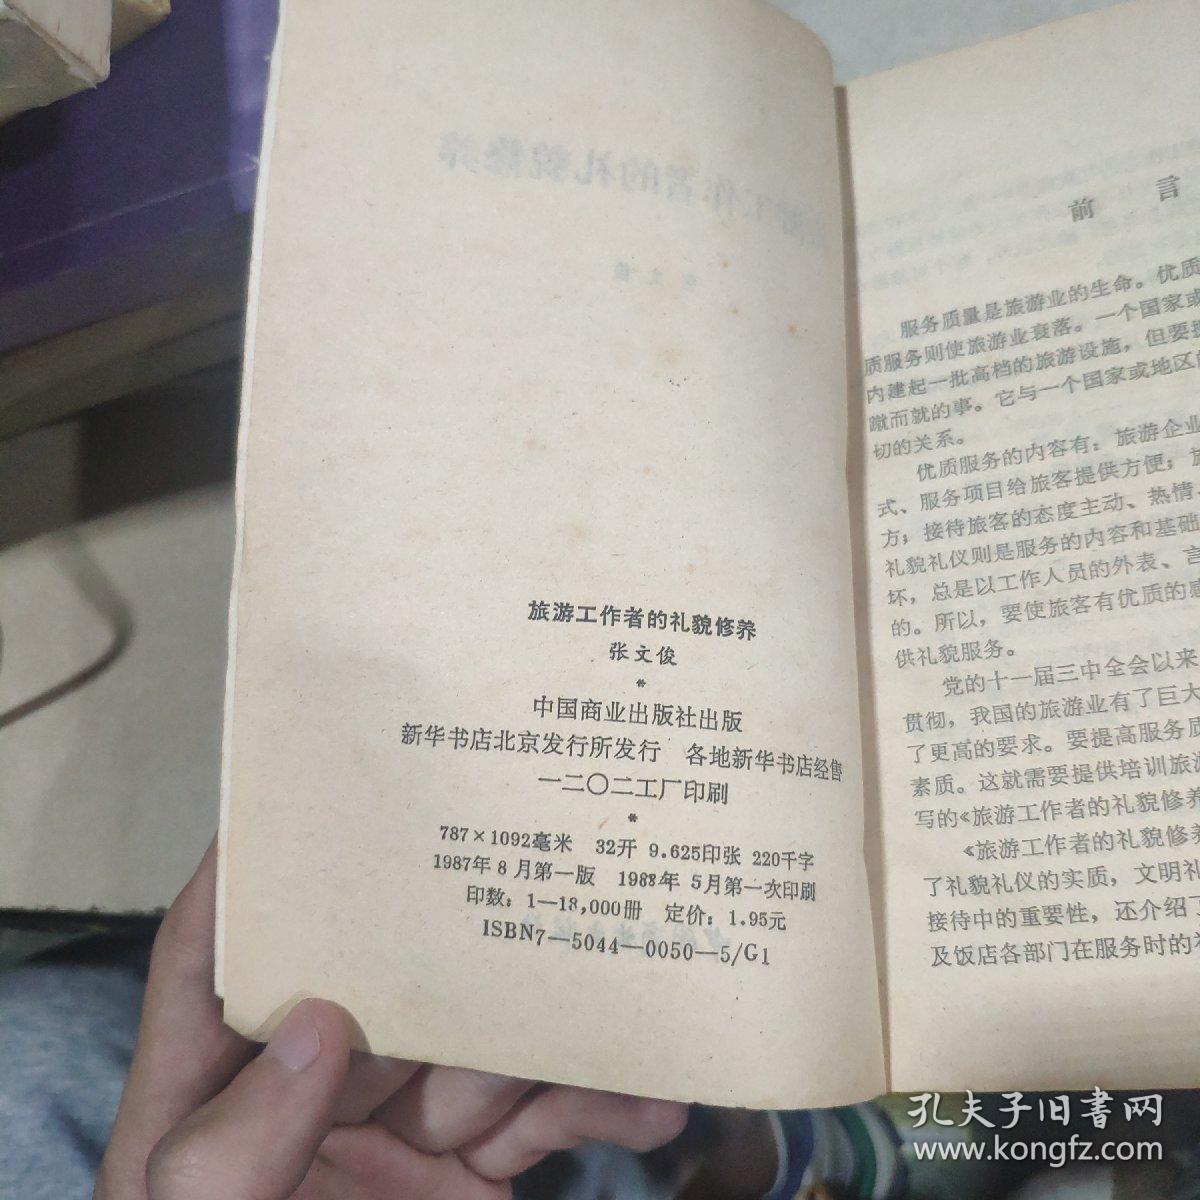 旅游工作者的礼貌修养
张文俊
*
中国商业出版社出版
新华书店北京发行所发行 各地新华书店经售
一二〇二工厂印刷
*
787×1092毫米 32开 9.625印张 220千字
1987年8月第一版 1988年5月第一次印刷
印数：1—18,000册 定价：1.95元
ISBN7—5044—0050—5/G1
前 言
服务质量是旅游业的生命。优质
质服务则使旅游业衰落。一个国家或
内建起一批高档的旅游设施，但要提
蹴而就的事。它与一个国家或地区
切的关系。
优质服务的内容有：旅游企业
式、服务项目给旅客提供方便；旅
方；接待旅客的态度主动、热情、
礼貌礼仪则是服务的内容和基础
坏，总是以工作人员的外表、言
的。所以，要使旅客有优质的感
供礼貌服务。
党的十一届三中全会以来
贯彻，我国的旅游业有了巨大
了更高的要求。要提高服务质
素质。这就需要提供培训旅游
写的《旅游工作者的礼貌修养
《旅游工作者的礼貌修养
了礼貌礼仪的实质，文明礼
接待中的重要性，还介绍了
及饭店各部门在服务时的礼
孔夫子旧书网
www.kongfz.com